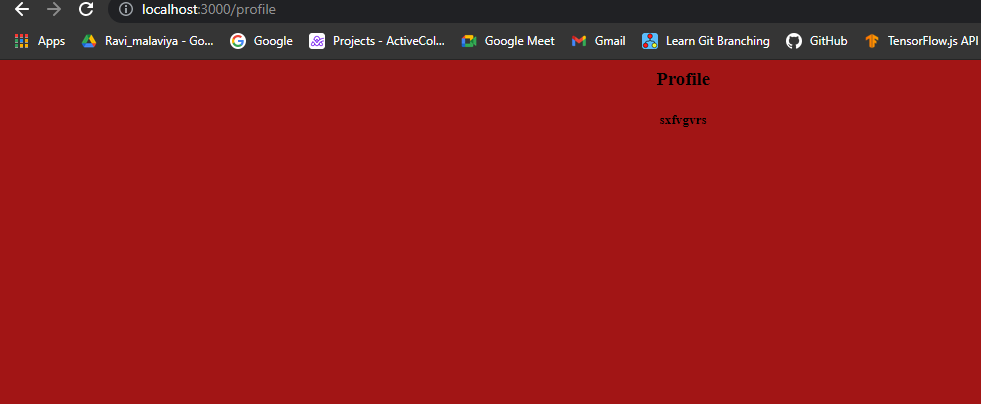 localhost:3000/profile
Apps Ravi_malaviya - Go... Google Projects - ActiveCol... Google Meet Gmail Learn Git Branching GitHub TensorFlow.js API
Profile
sxfvgvrs